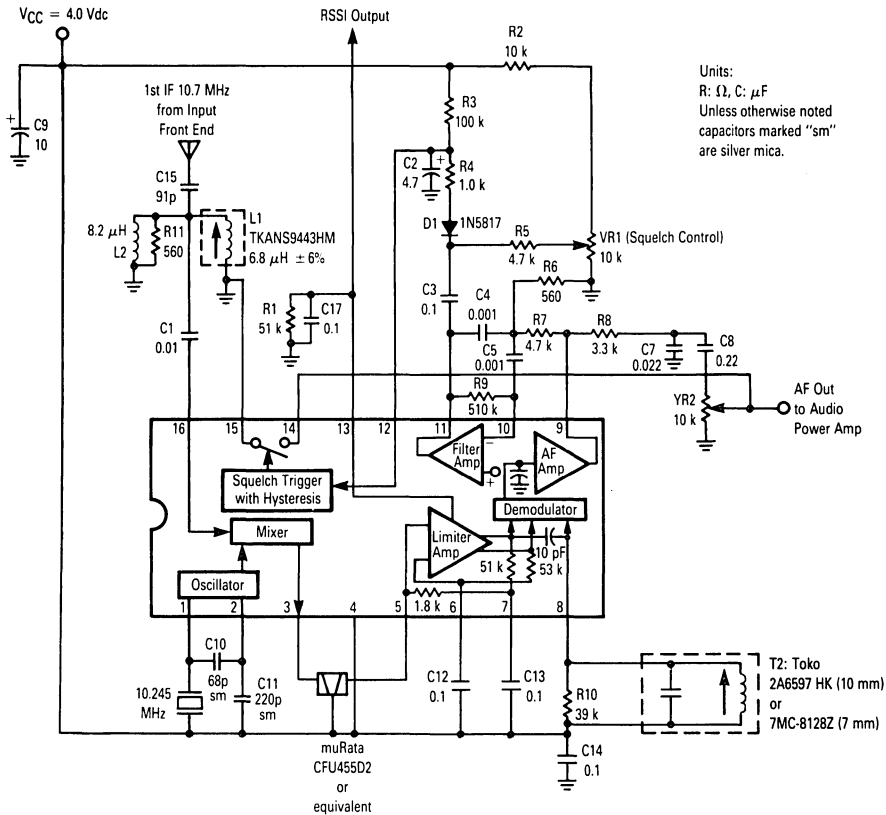 VCC = 4.0 Vdc
RSSI Output
R2
10 k
Units:
R: Ω, C: μF
Unless otherwise noted
capacitors marked "sm"
are silver mica.
+
C9
10
1st IF 10.7 MHz
from Input
Front End
R3
100 k
C2
4.7
+
R4
1.0 k
C15
91p
D1
1N5817
8.2 μH
L2
R11
560
L1
TKANS9443HM
6.8 μH ± 6%
R5
4.7 k
VR1 (Squelch Control)
10 k
C3
0.1
R6
560
R1
51 k
C17
0.1
C4
0.001
R7
4.7 k
R8
3.3 k
C1
0.01
C5
0.001
C7
0.022
C8
0.22
R9
510 k
YR2
10 k
AF Out
to Audio
Power Amp
16
15
14
13
12
11
10
9
Filter
Amp
−
+
AF
Amp
Squelch Trigger
with Hysteresis
Demodulator
Mixer
Limiter
Amp
10 pF
51 k
53 k
Oscillator
1.8 k
1
2
3
4
5
6
7
8
C10
68p
sm
C11
220p
sm
10.245
MHz
C12
0.1
C13
0.1
R10
39 k
T2: Toko
2A6597 HK (10 mm)
or
7MC-8128Z (7 mm)
C14
0.1
muRata
CFU455D2
or
equivalent